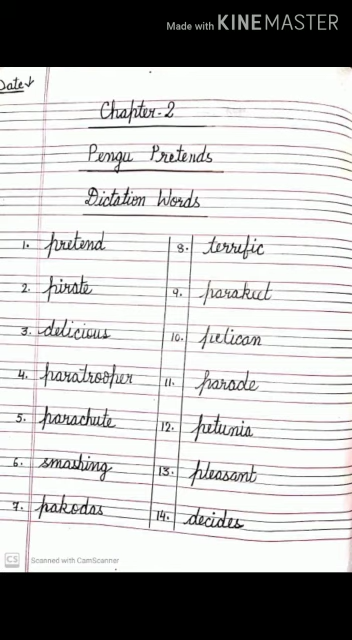 Made with KINEMASTER
Date↓
Chapter-2
Pengu Pretends
Dictation Words
1. pretend
2. pirate
3. delicious
4. paratrooper
5. parachute
6. smashing
7. pakodas
8. terrific
9. parakut
10. pelican
11. parade
12. petunia
13. pleasant
14. decides
CS Scanned with CamScanner